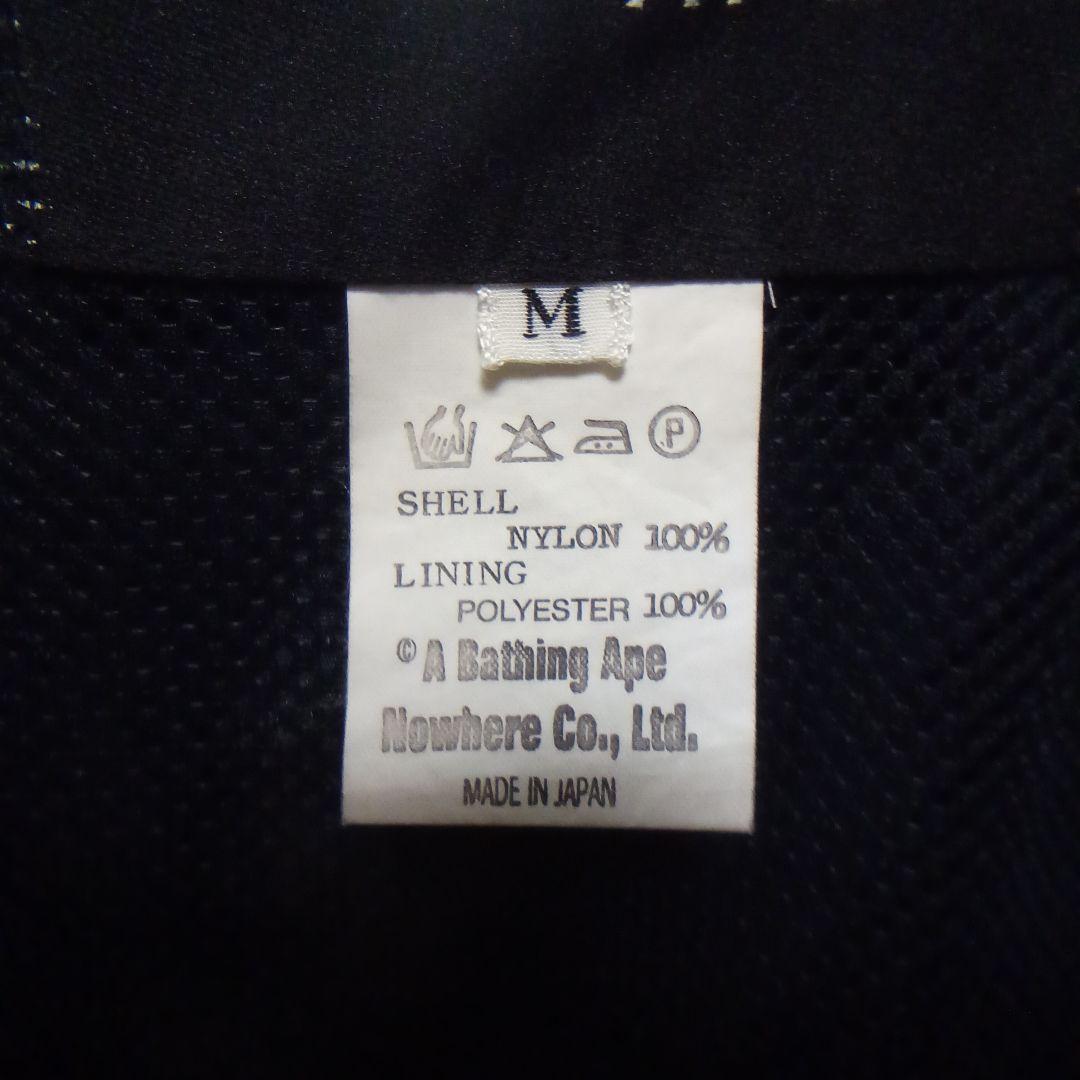 M
P
SHELL
NYLON 100%
LINING
POLYESTER 100%
© A Bathing Ape
Nowhere Co., Ltd.
MADE IN JAPAN